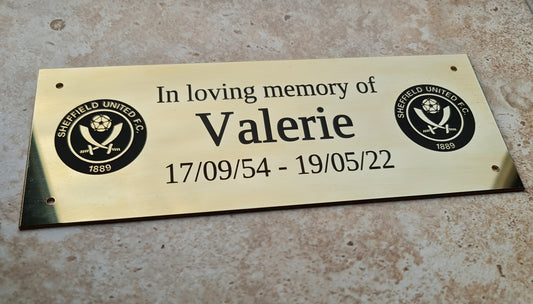 In loving memory of
Valerie
17/09/54 - 19/05/22
SHEFFIELD UNITED F.C.
1889
SHEFFIELD UNITED F.C.
1889